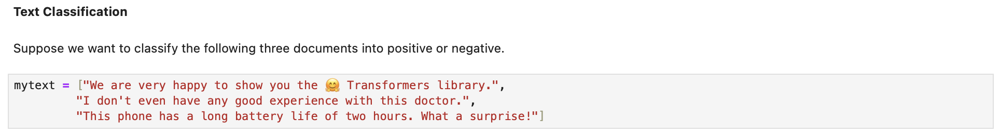 Text Classification
Suppose we want to classify the following three documents into positive or negative.
mytext = ["We are very happy to show you the 🤗 Transformers library.",
"I don't even have any good experience with this doctor.",
"This phone has a long battery life of two hours. What a surprise!"]